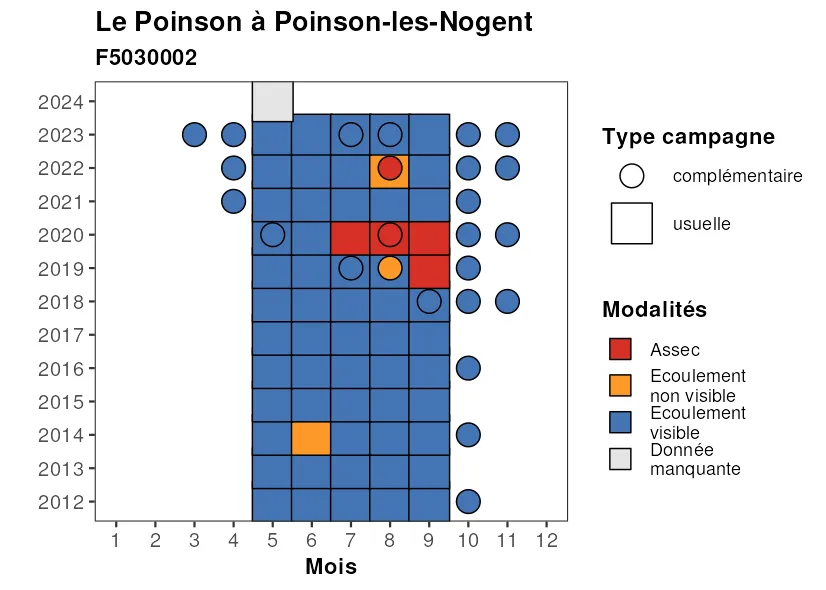 Le Poinson à Poinson-les-Nogent
F5030002
2024
2023
2022
2021
2020
2019
2018
2017
2016
2015
2014
2013
2012
1 2 3 4 5 6 7 8 9 10 11 12
Mois
Type campagne
complémentaire
usuelle
Modalités
Assec
Ecoulement
non visible
Ecoulement
visible
Donnée
manquante